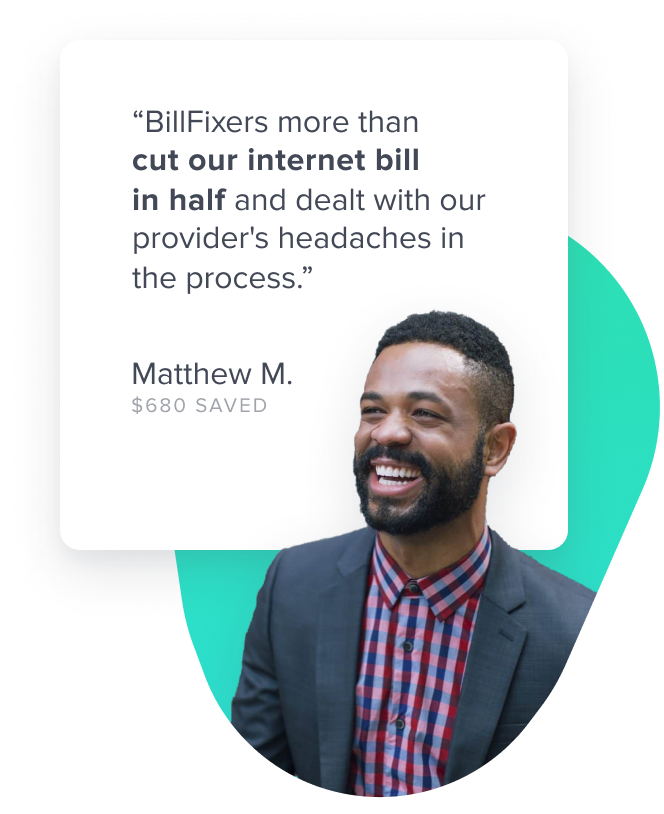 “BillFixers more than
cut our internet bill
in half and dealt with our
provider's headaches in
the process.”
Matthew M.
$680 SAVED